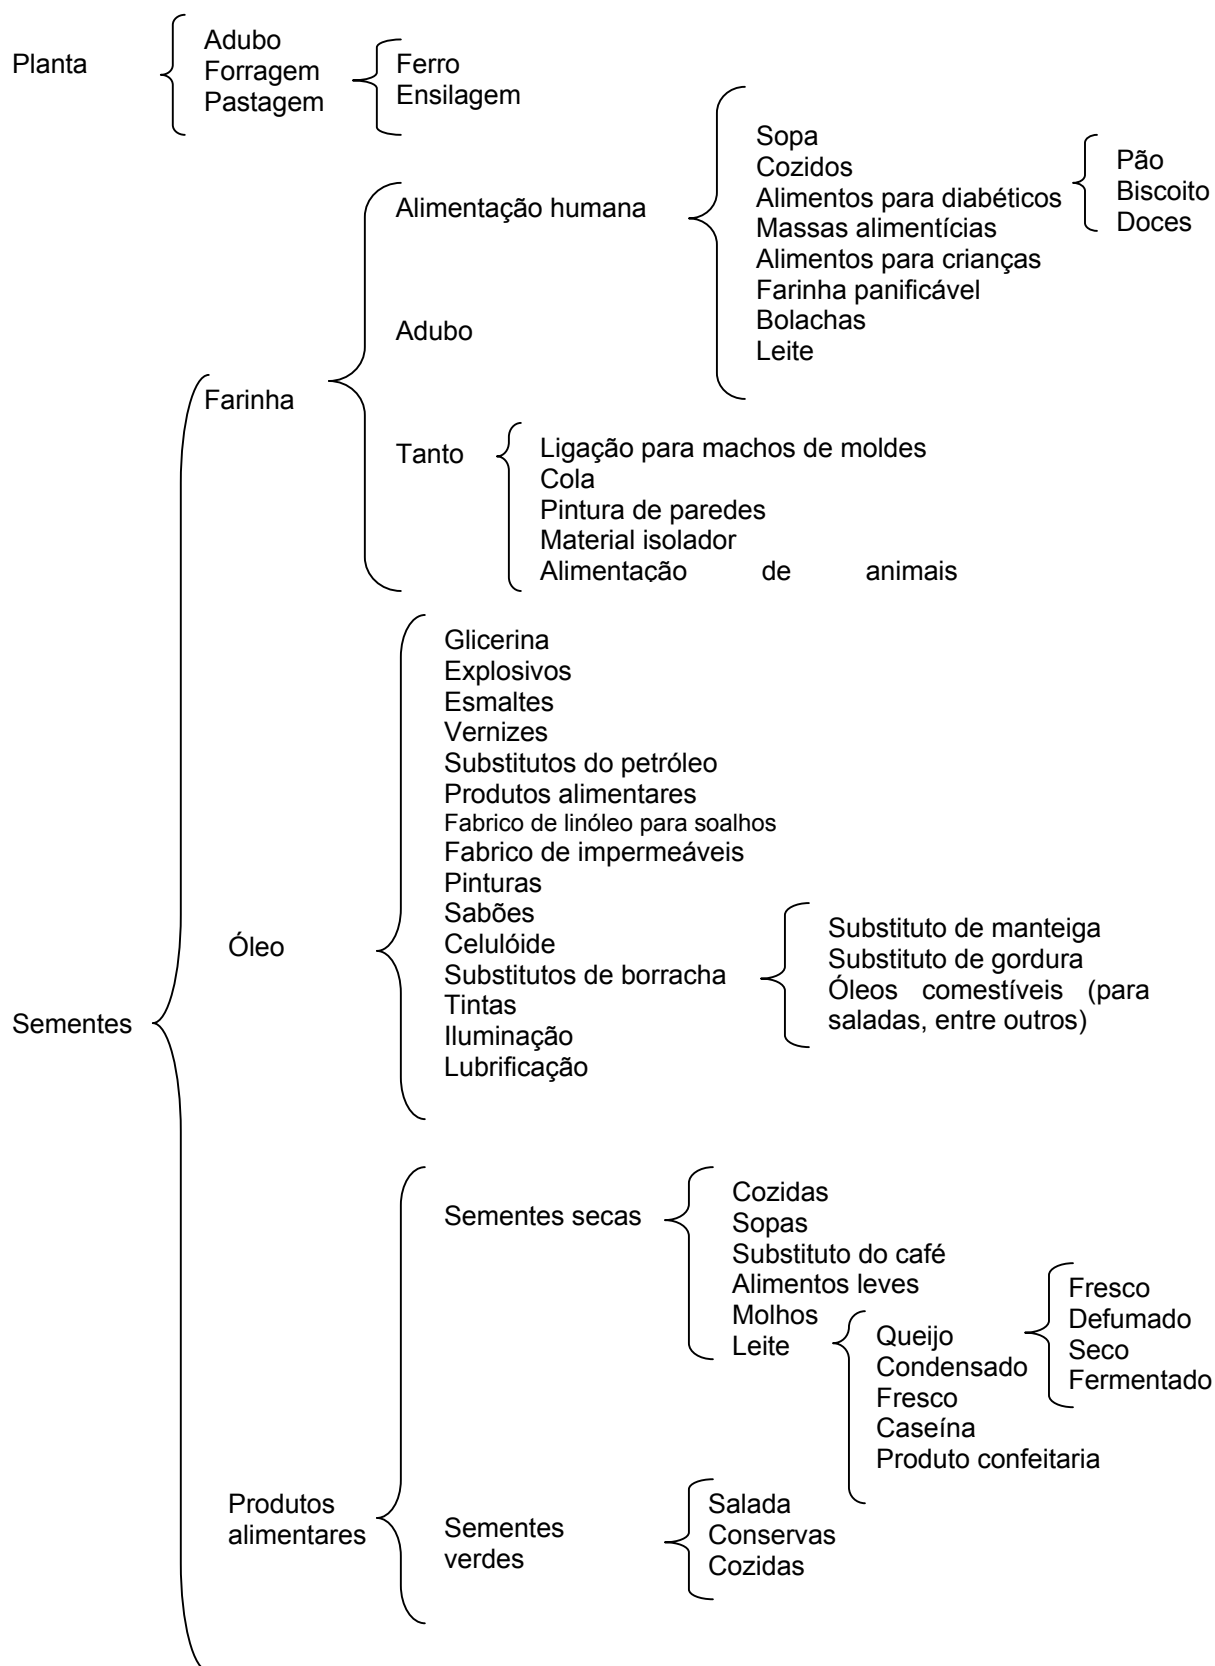 Planta
Adubo
Forragem
Pastagem
Ferro
Ensilagem
Sementes
Farinha
Alimentação humana
Sopa
Cozidos
Alimentos para diabéticos
Massas alimentícias
Alimentos para crianças
Farinha panificável
Bolachas
Leite
Pão
Biscoito
Doces
Adubo
Tanto
Ligação para machos de moldes
Cola
Pintura de paredes
Material isolador
Alimentação de animais
Óleo
Glicerina
Explosivos
Esmaltes
Vernizes
Substitutos do petróleo
Produtos alimentares
Fabrico de linóleo para soalhos
Fabrico de impermeáveis
Pinturas
Sabões
Celulóide
Substitutos de borracha
Tintas
Iluminação
Lubrificação
Substituto de manteiga
Substituto de gordura
Óleos comestíveis (para
saladas, entre outros)
Produtos
alimentares
Sementes secas
Cozidas
Sopas
Substituto do café
Alimentos leves
Molhos
Leite
Queijo
Condensado
Fresco
Caseína
Produto confeitaria
Fresco
Defumado
Seco
Fermentado
Sementes
verdes
Salada
Conservas
Cozidas